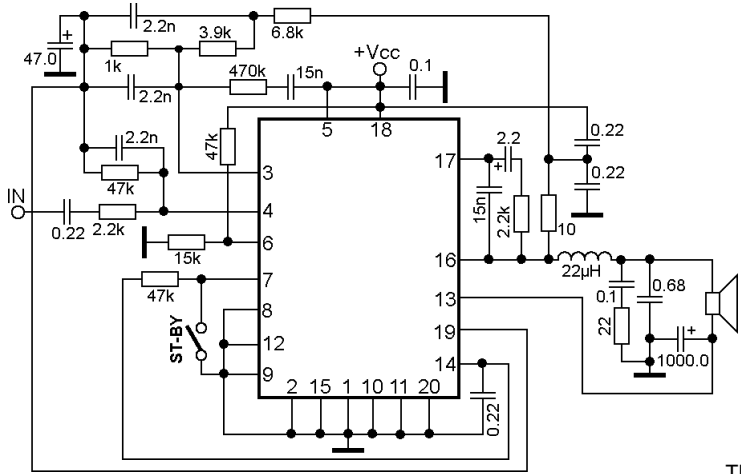 2.2n
+
47.0
3.9k
6.8k
1k
+Vcc
0.1
470k
15n
2.2n
5
18
0.22
2.2n
47k
47k
3
17
2.2
+
0.22
IN
0.22
2.2k
4
15n
2.2k
10
15k
6
16
22µH
47k
7
13
0.1
0.68
8
22
ST-BY
12
19
+
1000.0
9
14
2
15
1
10
11
20
0.22